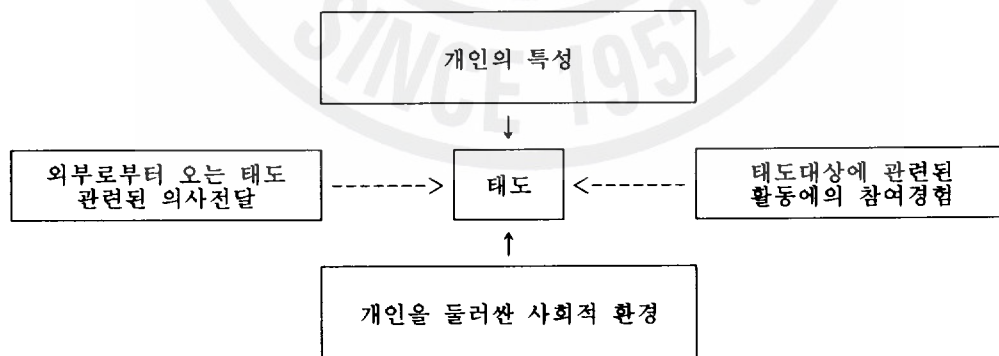 SINCE 1952
개인의 특성
외부로부터 오는 태도
관련된 의사전달
태도
태도대상에 관련된
활동에의 참여경험
개인을 둘러싼 사회적 환경